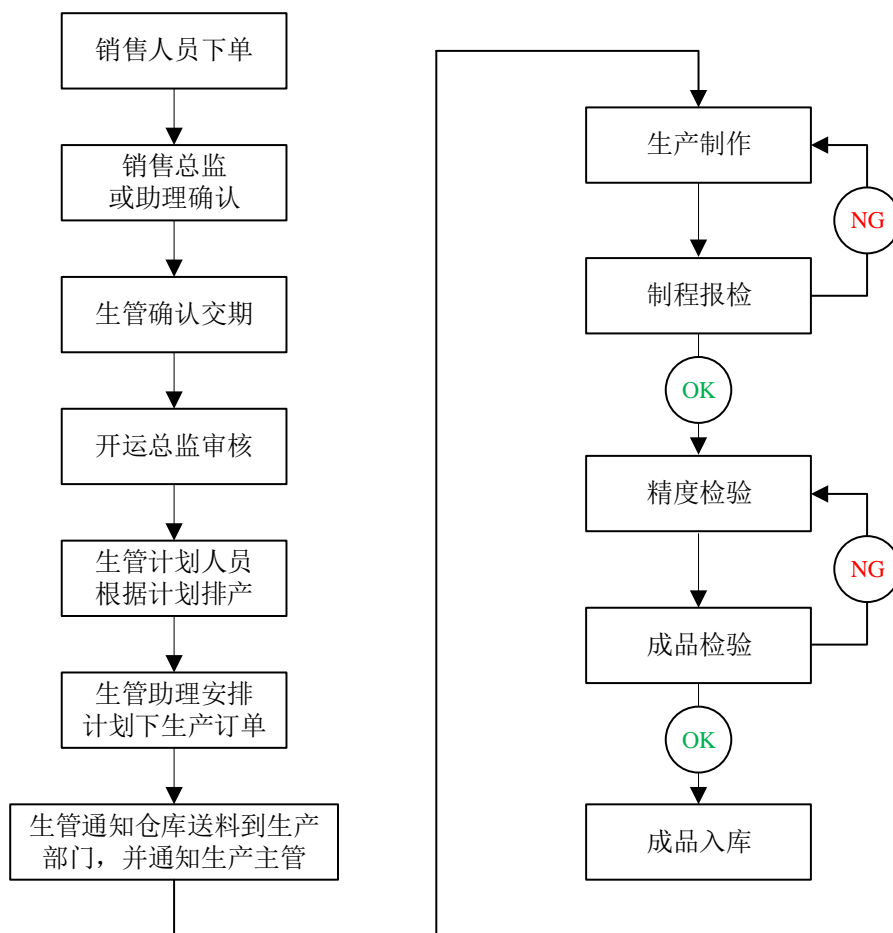 销售人员下单
销售总监
或助理确认
生管确认交期
开运总监审核
生管计划人员
根据计划排产
生管助理安排
计划下生产订单
生管通知仓库送料到生产
部门，并通知生产主管
生产制作
NG
制程报检
OK
精度检验
NG
成品检验
OK
成品入库